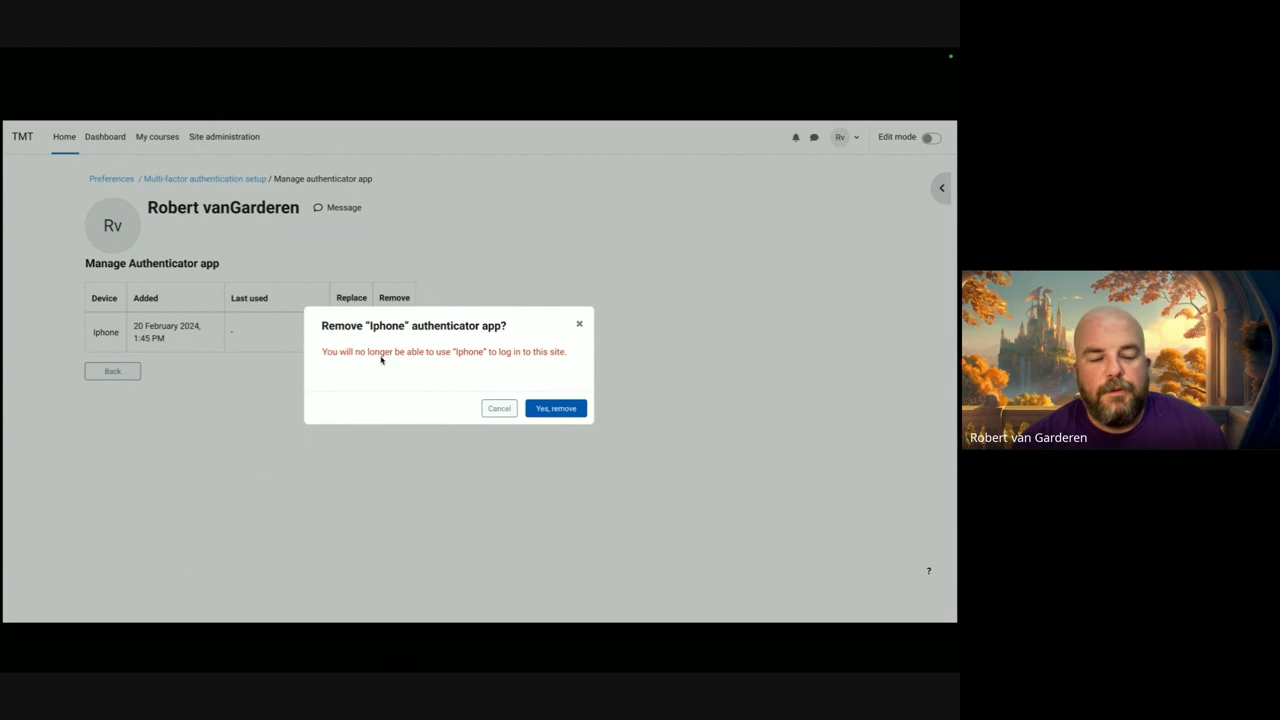 TMT Home Dashboard My courses Site administration Rv Edit mode
Preferences / Multi-factor authentication setup / Manage authenticator app
Rv
Robert vanGarderen Message
Manage Authenticator app
Device Added Last used Replace Remove
Iphone 20 February 2024, 1:45 PM -
Back
Remove “Iphone” authenticator app?
You will no longer be able to use “Iphone” to log in to this site.
Cancel Yes, remove
?
Robert van Garderen